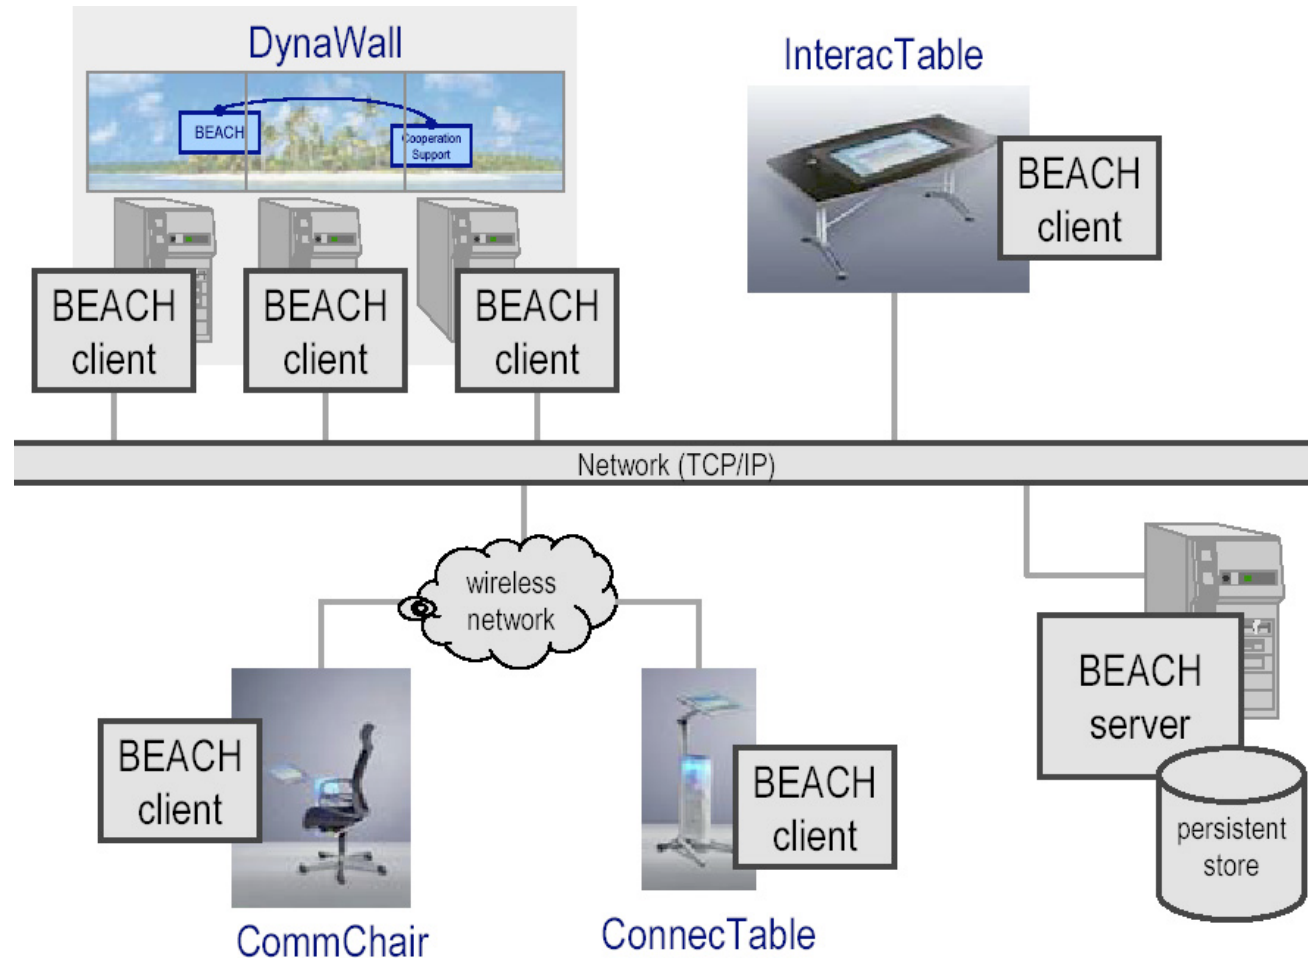 DynaWall
BEACH
Cooperation
Support
BEACH
client
BEACH
client
BEACH
client
InteracTable
BEACH
client
Network (TCP/IP)
wireless
network
BEACH
client
CommChair
BEACH
client
ConnecTable
BEACH
server
persistent
store